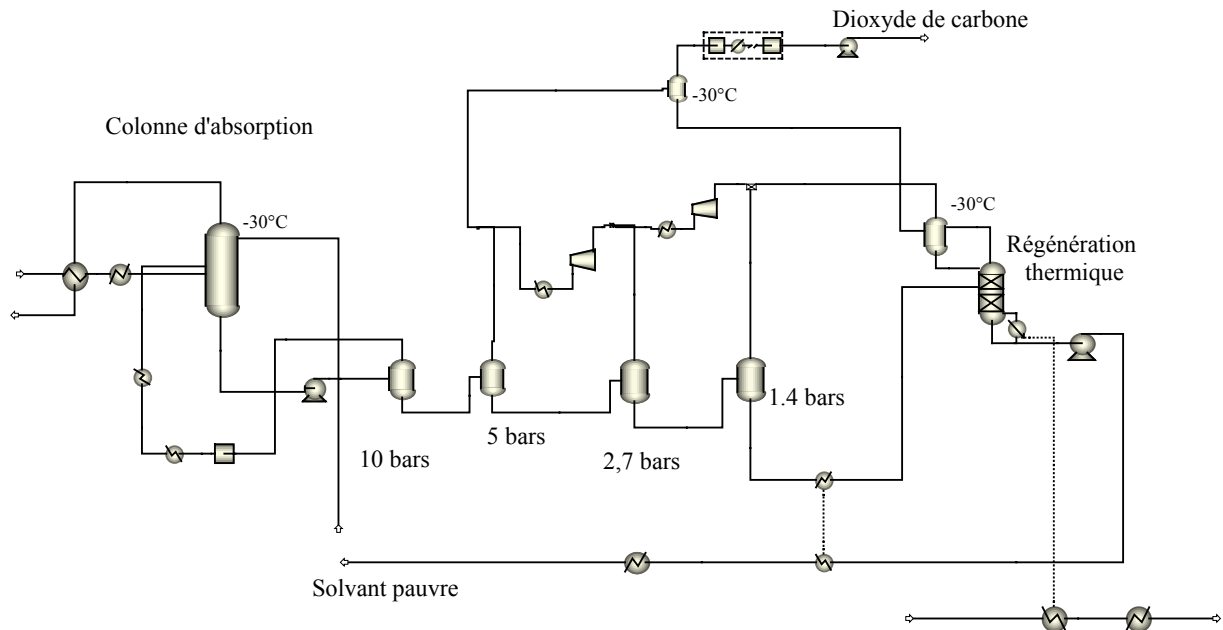 Dioxyde de carbone
-30°C
Colonne d'absorption
-30°C
-30°C
Régénération
thermique
1.4 bars
5 bars
10 bars
2,7 bars
Solvant pauvre